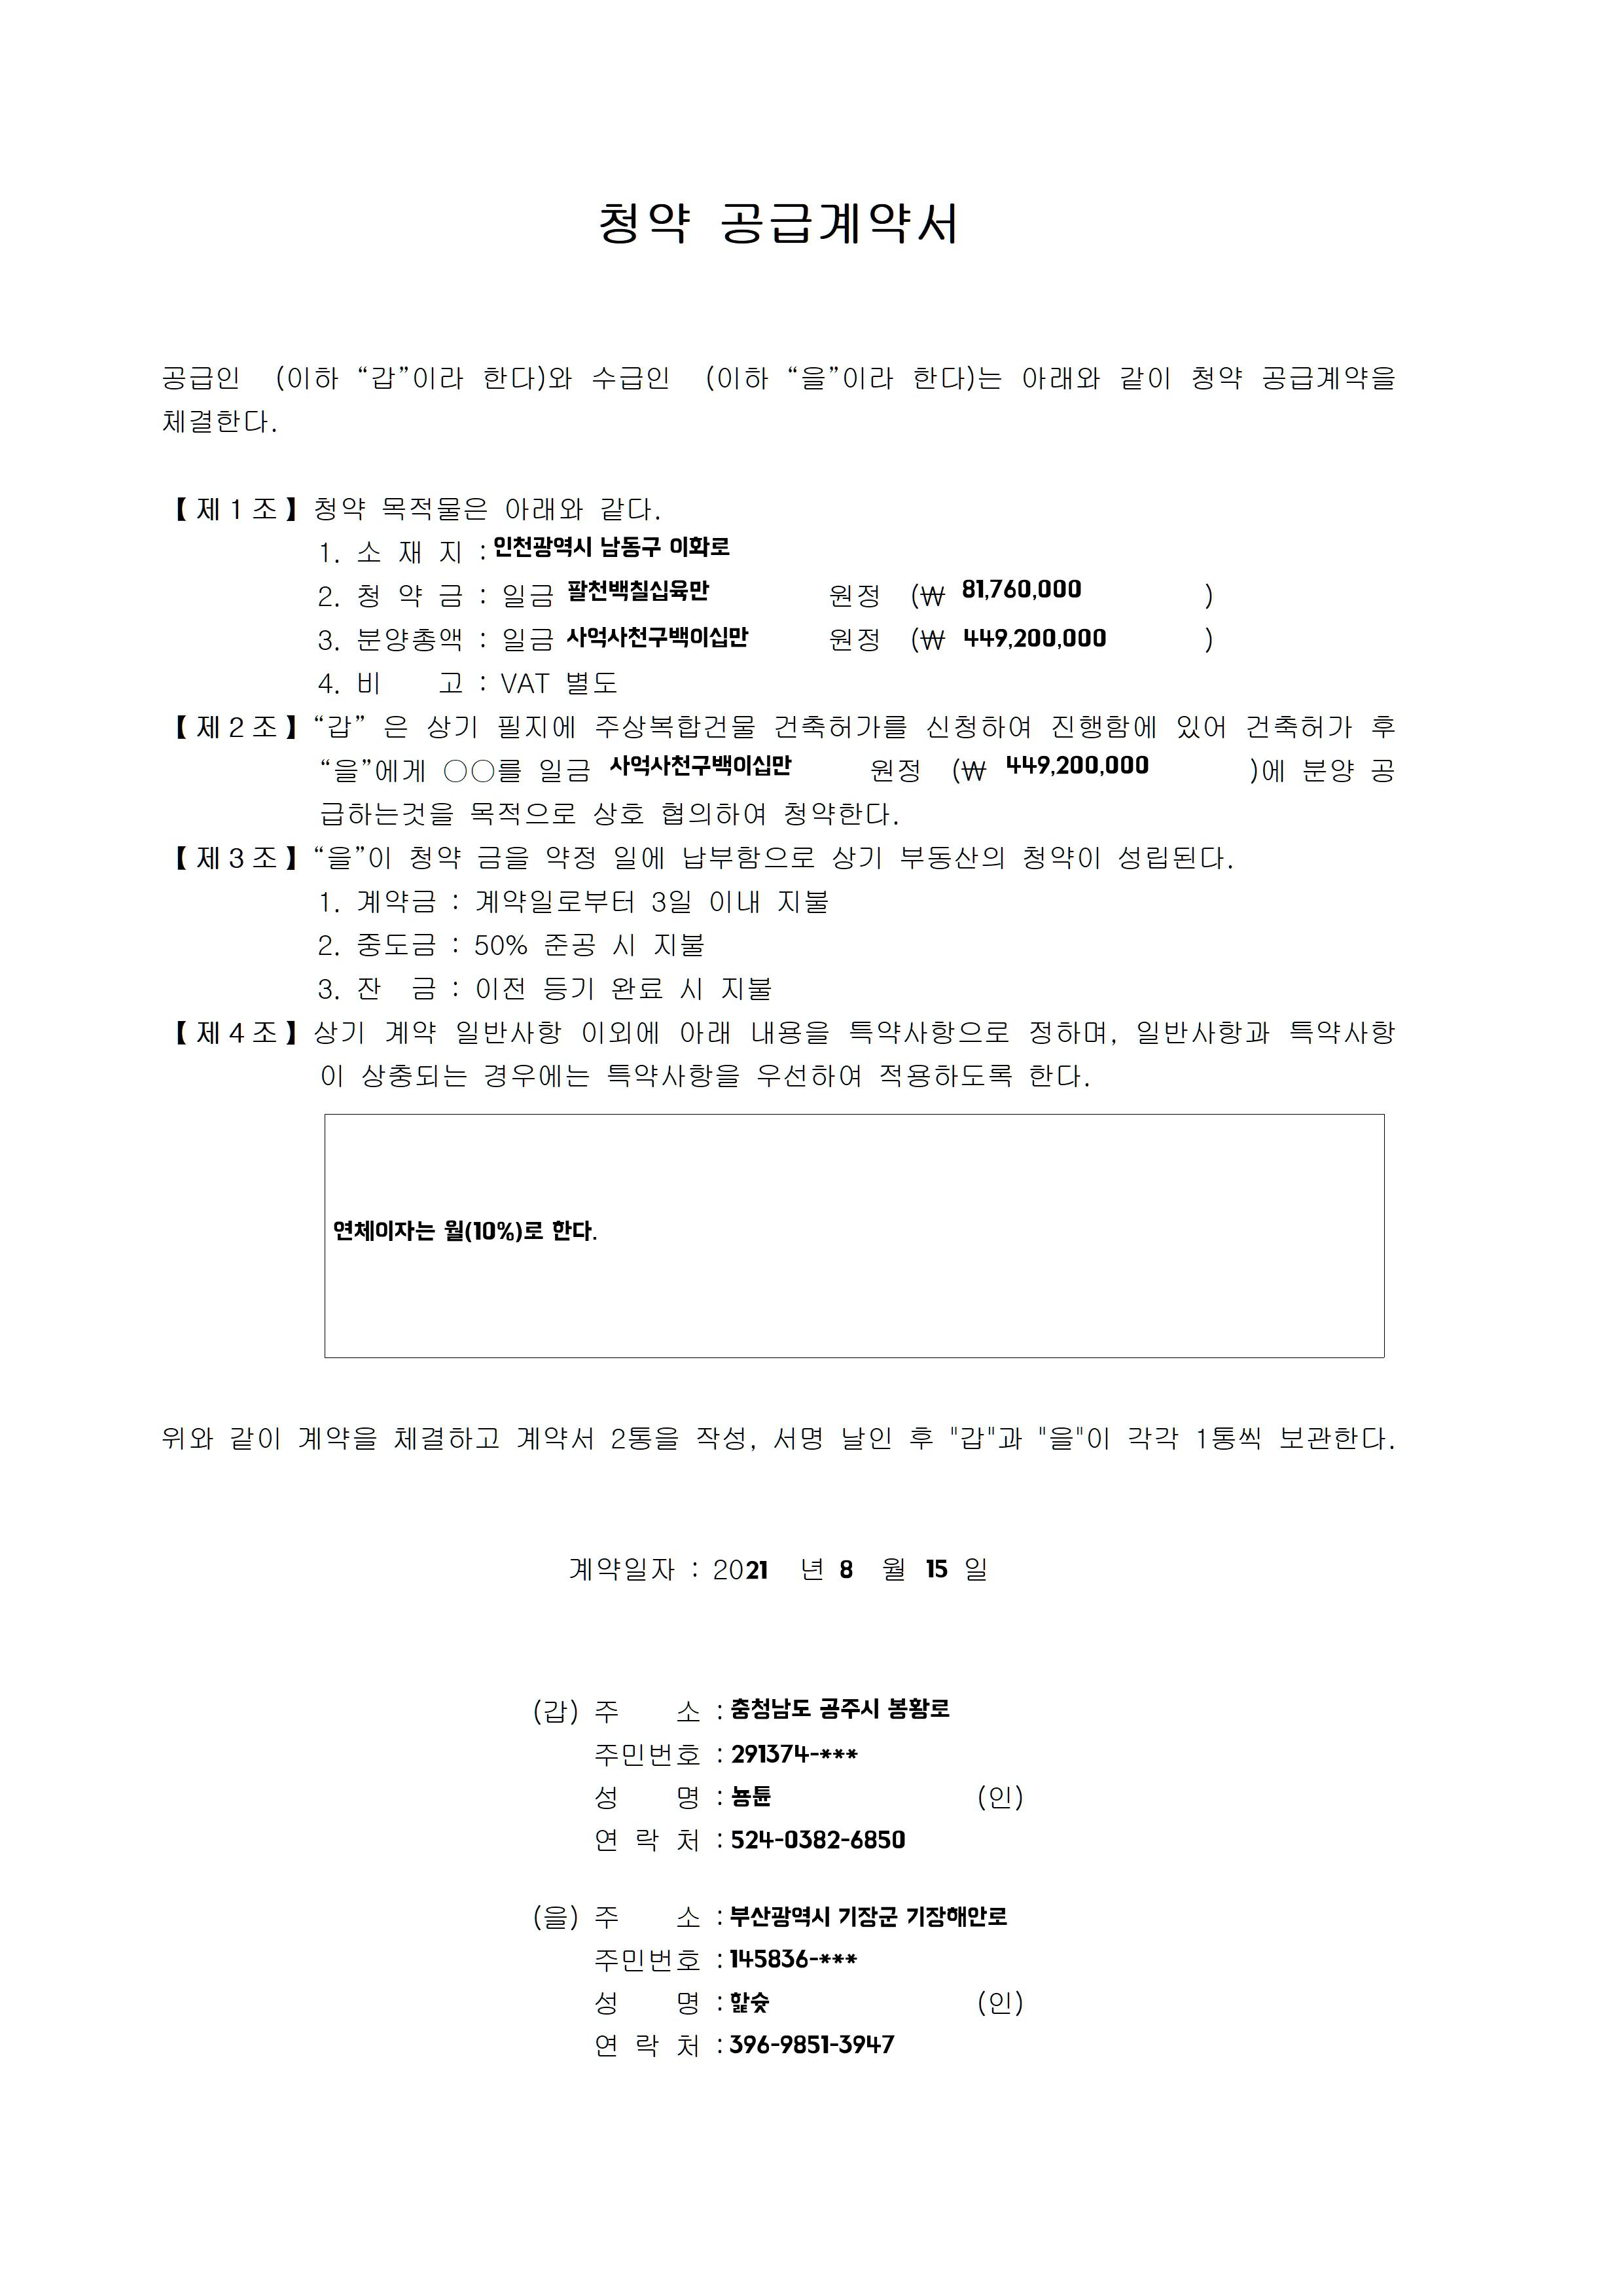 청약 공급계약서
공급인 (이하 “갑”이라 한다)와 수급인 (이하 “을”이라 한다)는 아래와 같이 청약 공급계약을
체결한다.
【제1조】청약 목적물은 아래와 같다.
1. 소 재 지 : 인천광역시 남동구 이화로
2. 청 약 금 : 일금 팔천백칠십육만 원정 (₩ 81,760,000 )
3. 분양총액 : 일금 사억사천구백이십만 원정 (₩ 449,200,000 )
4. 비 고 : VAT 별도
【제2조】“갑” 은 상기 필지에 주상복합건물 건축허가를 신청하여 진행함에 있어 건축허가 후
“을”에게 ○○를 일금 사억사천구백이십만 원정 (₩ 449,200,000 )에 분양 공
급하는것을 목적으로 상호 협의하여 청약한다.
【제3조】“을”이 청약 금을 약정 일에 납부함으로 상기 부동산의 청약이 성립된다.
1. 계약금 : 계약일로부터 3일 이내 지불
2. 중도금 : 50% 준공 시 지불
3. 잔 금 : 이전 등기 완료 시 지불
【제4조】상기 계약 일반사항 이외에 아래 내용을 특약사항으로 정하며, 일반사항과 특약사항
이 상충되는 경우에는 특약사항을 우선하여 적용하도록 한다.
연체이자는 월(10%)로 한다.
위와 같이 계약을 체결하고 계약서 2통을 작성, 서명 날인 후 "갑"과 "을"이 각각 1통씩 보관한다.
계약일자 : 2021 년 8 월 15 일
(갑) 주 소 : 충청남도 공주시 봉황로
주민번호 : 291374-***
성 명 : 뇽튠 (인)
연 락 처 : 524-0382-6850
(을) 주 소 : 부산광역시 기장군 기장해안로
주민번호 : 145836-***
성 명 : (인)
연 락 처 : 396-9851-3947